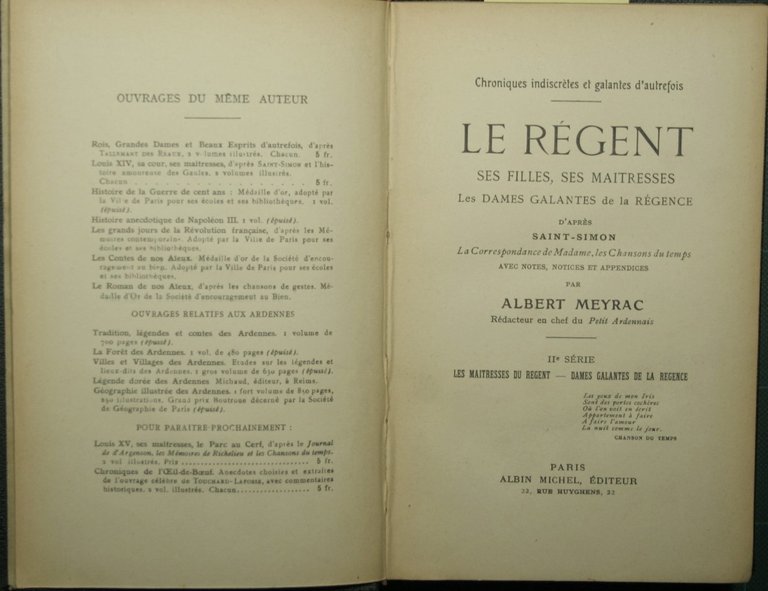 OUVRAGES DU MÊME AUTEUR
Rois, Grandes Dames et Beaux Esprits d'autrefois, d'après
TALLEMANT DES REAUX, 2 volumes illustrés. Chacun. 5 fr.
Louis XIV, sa cour, ses maitresses, d'après SAINT-SIMON et l'his-
toire amoureuse des Gaules. 2 volumes illustrés.
Chacun . . . . . . . . . . . . . . . . 5 fr.
Histoire de la Guerre de cent ans : Médaille d'or, adopté par
la Ville de Paris pour ses écoles et ses bibliothèques. 1 vol.
(épuisé).
Histoire anecdotique de Napoléon III. 1 vol. (épuisé).
Les grands jours de la Révolution française, d'après les Mé-
moires contemporains. Adopté par la Ville de Paris pour ses
écoles et ses bibliothèques.
Les Contes de nos Aieux. Médaille d'or de la Société d'encou-
ragement au bien. Adopté par la Ville de Paris pour ses écoles
et ses bibliothèques.
Le Roman de nos Aieux, d'après les chansons de gestes. Mé-
daille d'Or de la Société d'encouragement au Bien.
OUVRAGES RELATIFS AUX ARDENNES
Tradition, légendes et contes des Ardennes. 1 volume de
700 pages (épuisé).
La Forêt des Ardennes. 1 vol. de 480 pages (épuisé).
Villes et Villages des Ardennes. Etudes sur les légendes et
lieux-dits des Ardennes. 1 gros volume de 630 pages (épuisé).
Légende dorée des Ardennes Michaud, éditeur, à Reims.
Géographie illustrée des Ardennes. 1 fort volume de 850 pages,
850 illustrations. Grand prix Boutroue décerné par la Société
de Géographie de Paris (épuisé).
POUR PARAITRE PROCHAINEMENT :
Louis XV, ses maitresses, le Parc au Cerf, d'après le Journal
de d'Argenson, les Mémoires de Richelieu et les Chansons du temps.
2 vol illustrés. Prix . . . . . . . . . . . . . . . . 5 fr.
Chroniques de l'Œil-de-Bœuf. Anecdotes choisies et extraites
de l'ouvrage célèbre de TOUCHARD-LAFOSSE, avec commentaires
historiques. 2 vol. illustrés. Chacun. . . . . . . . . . . 5 fr.
Chroniques indiscrètes et galantes d'autrefois
LE RÉGENT
SES FILLES, SES MAITRESSES
Les DAMES GALANTES de la RÉGENCE
D'APRÈS
SAINT-SIMON
La Correspondance de Madame, les Chansons du temps
AVEC NOTES, NOTICES ET APPENDICES
PAR
ALBERT MEYRAC
Rédacteur en chef du Petit Ardennais
IIe SÉRIE
LES MAITRESSES DU REGENT — DAMES GALANTES DE LA REGENCE
Les yeux de mon Iris
Sont des portes cochères
Où l'on voit en écrit
Appartement à faire
A faire l'amour
La nuit comme le jour.
CHANSON DU TEMPS
PARIS
ALBIN MICHEL, ÉDITEUR
22, RUE HUYGHENS, 22